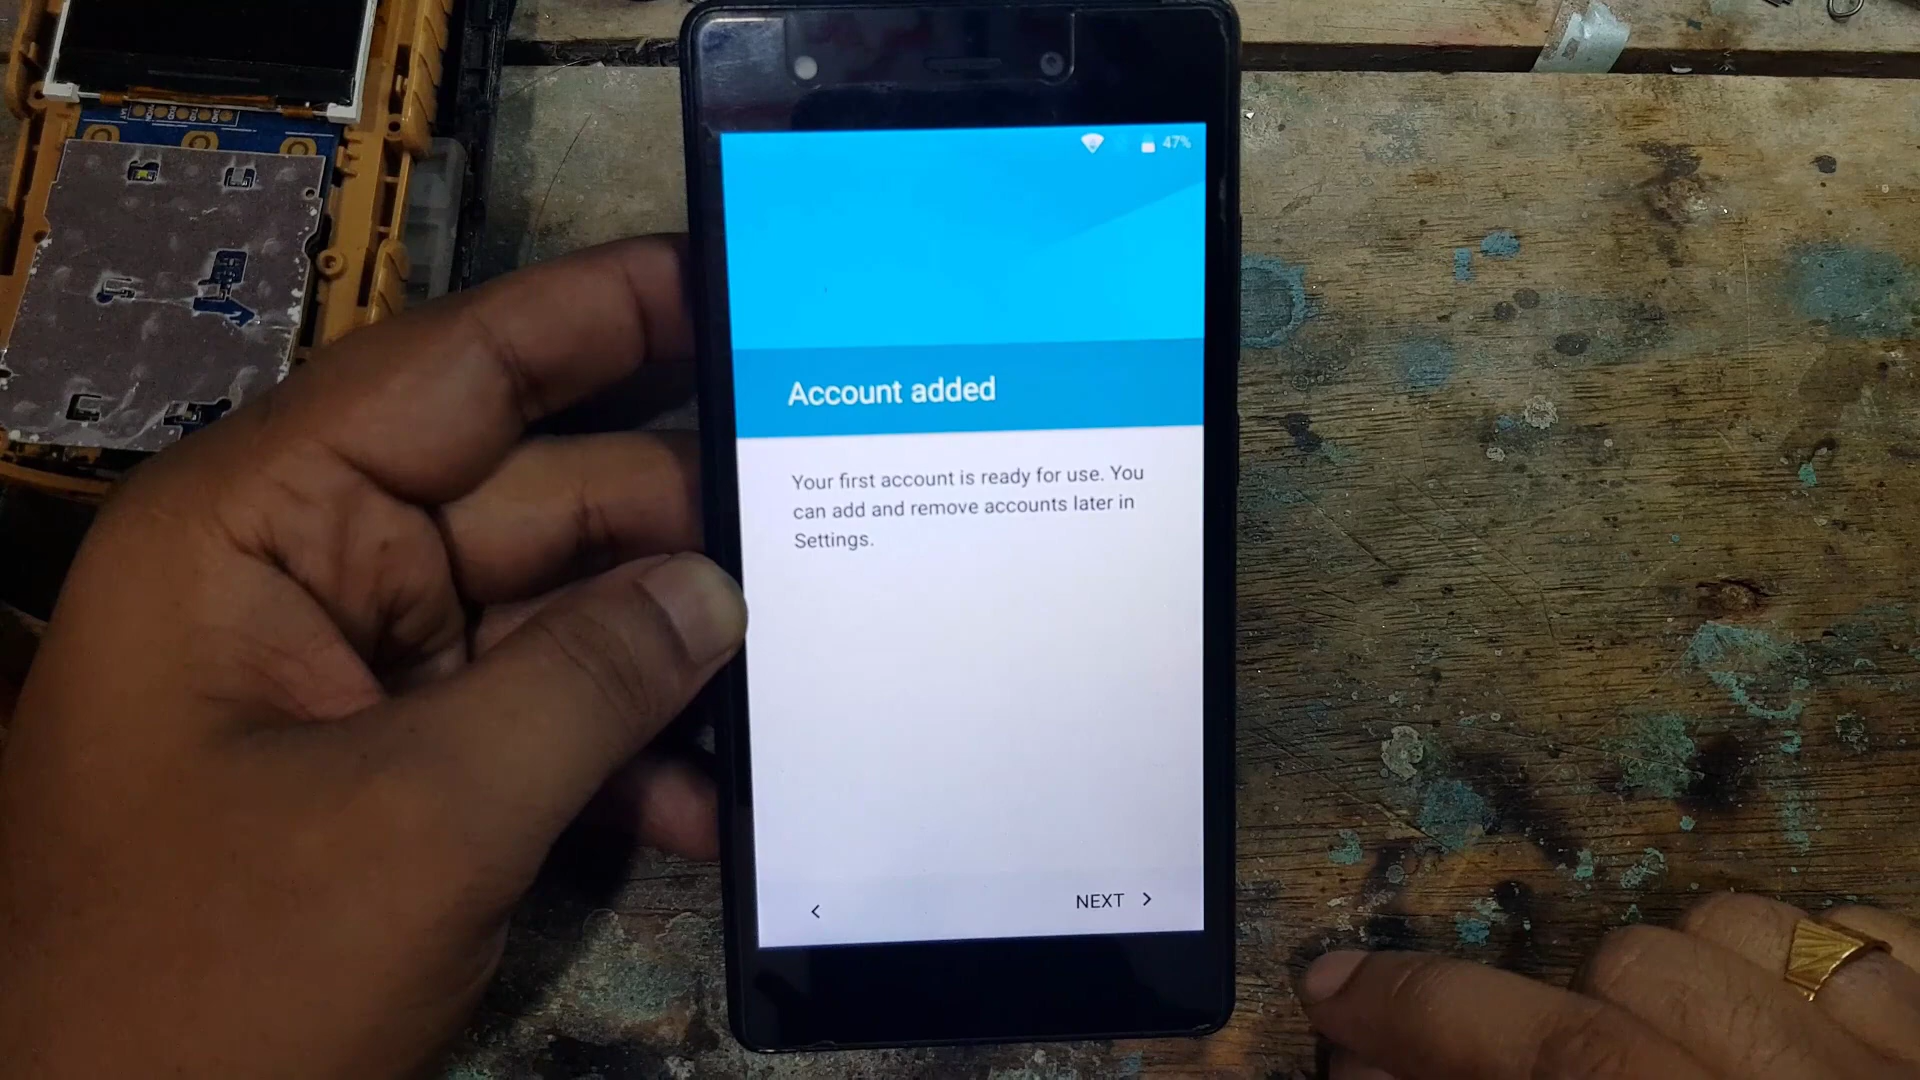 47%
Account added
Your first account is ready for use. You
can add and remove accounts later in
Settings.
NEXT